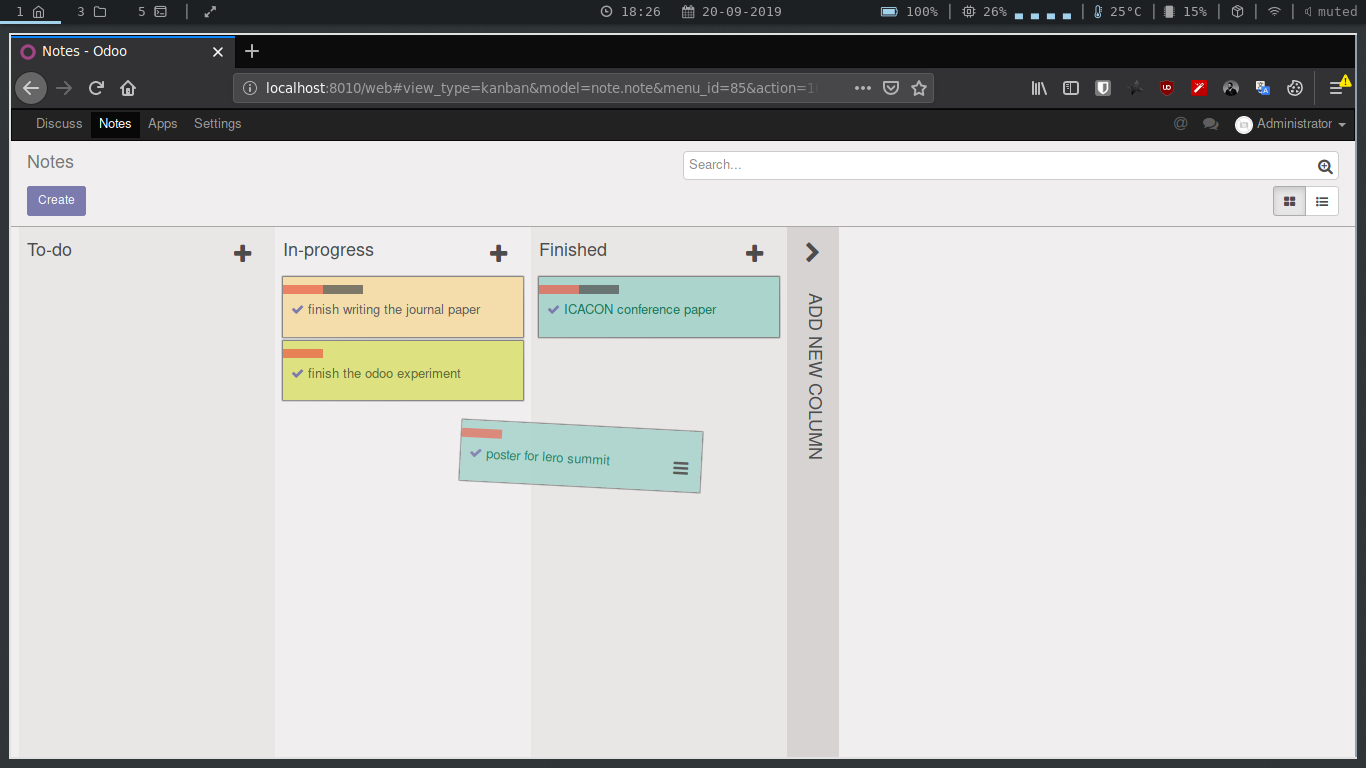 1 3 5 18:26 20-09-2019 100% 26% 25°C 15% muted
Notes - Odoo
localhost:8010/web#view_type=kanban&model=note.note&menu_id=85&action=1
Discuss Notes Apps Settings Administrator
Notes
Search...
Create
To-do
In-progress
finish writing the journal paper
finish the odoo experiment
Finished
ICACON conference paper
poster for lero summit
ADD NEW COLUMN